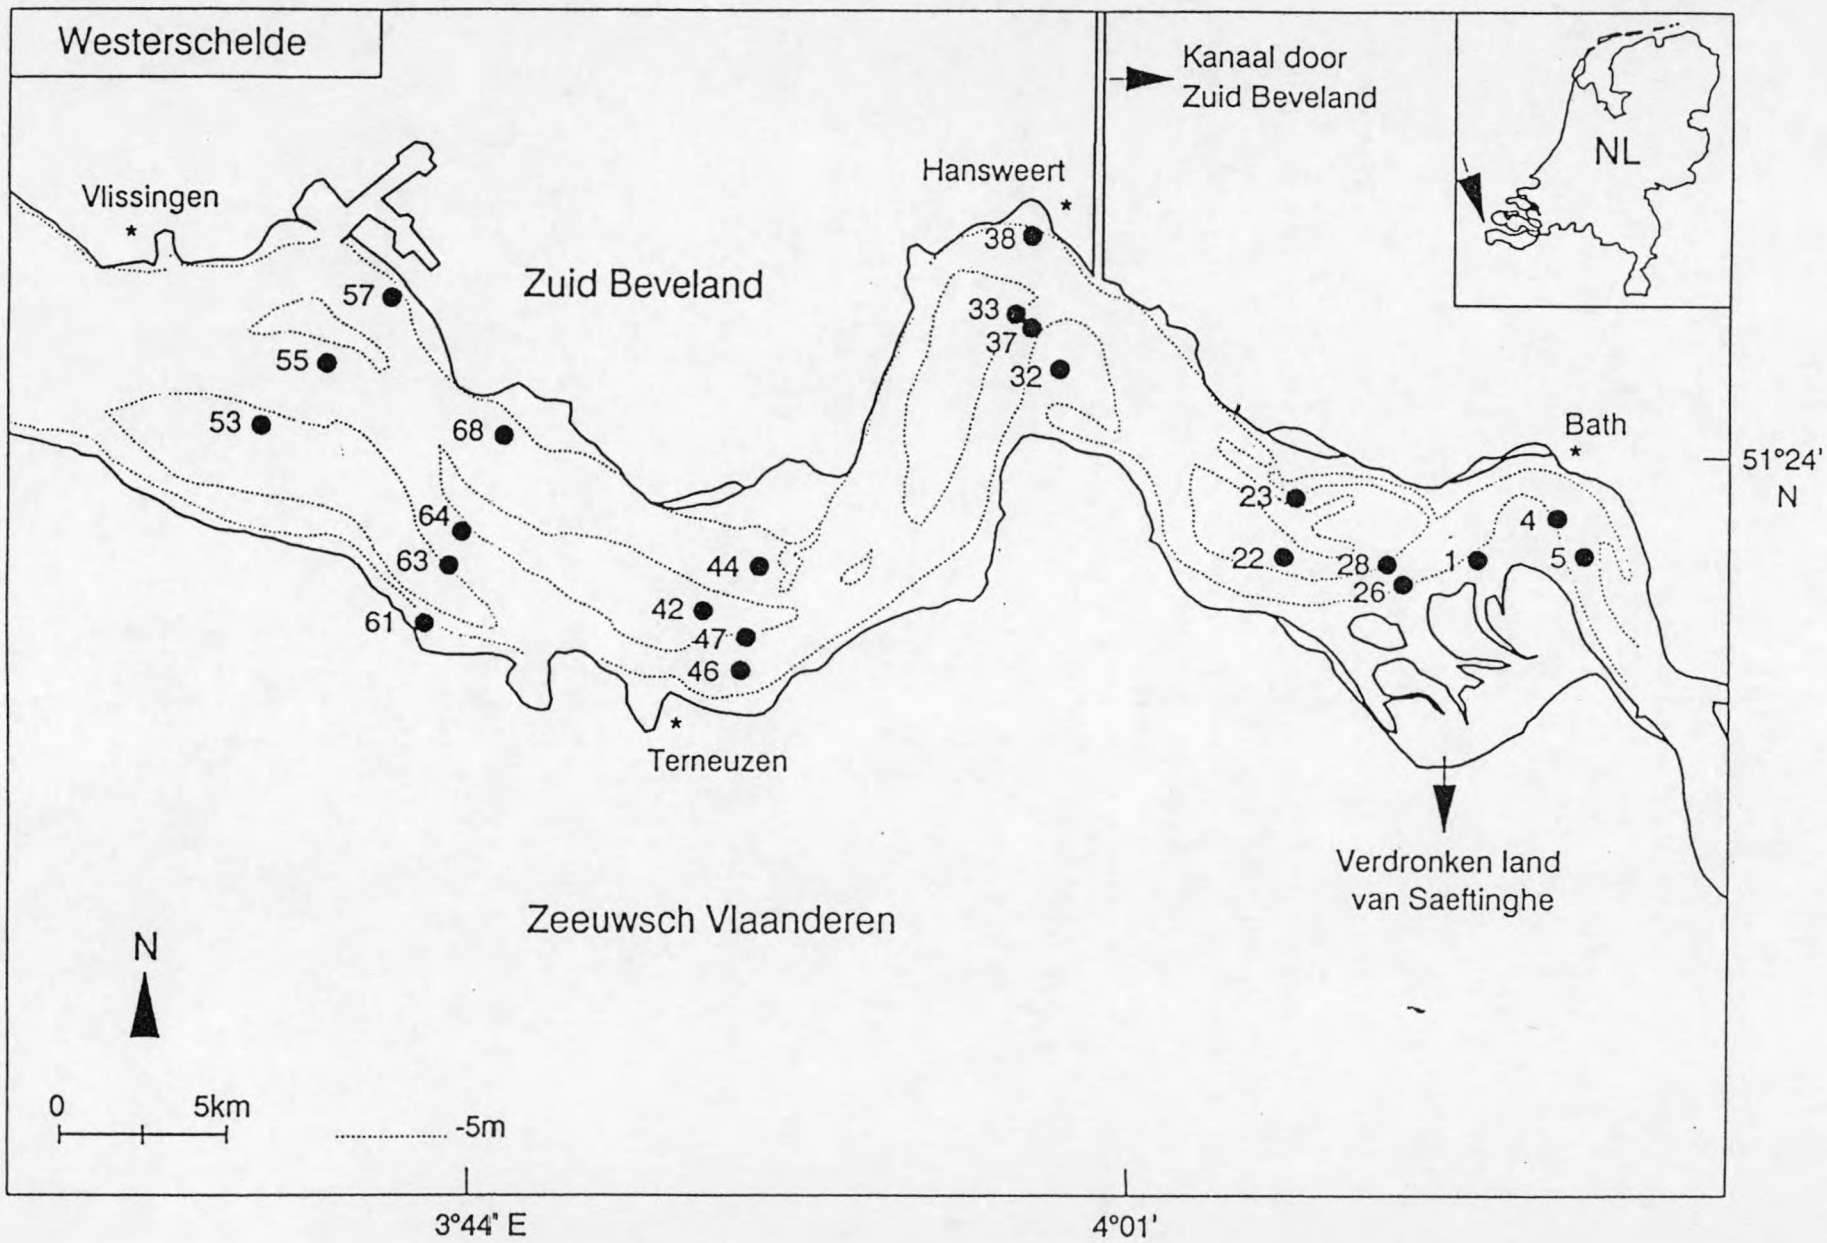 Westerschelde
Kanaal door
Zuid Beveland
NL
Hansweert
*
Vlissingen
*
38
Zuid Beveland
57
33
37
55
32
53
68
Bath
*
51°24'
N
23
4
64
63
44
22
28
1
5
26
42
61
47
46
*
Terneuzen
Verdronken land
van Saeftinghe
Zeeuwsch Vlaanderen
N
0 5km
-5m
3°44" E
4°01'